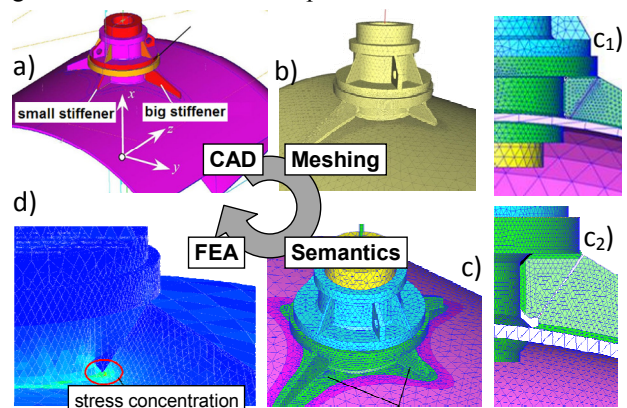 a)
small stiffener
big stiffener
x
z
y
b)
c1)
CAD
Meshing
d)
FEA
Semantics
c)
c2)
stress concentration